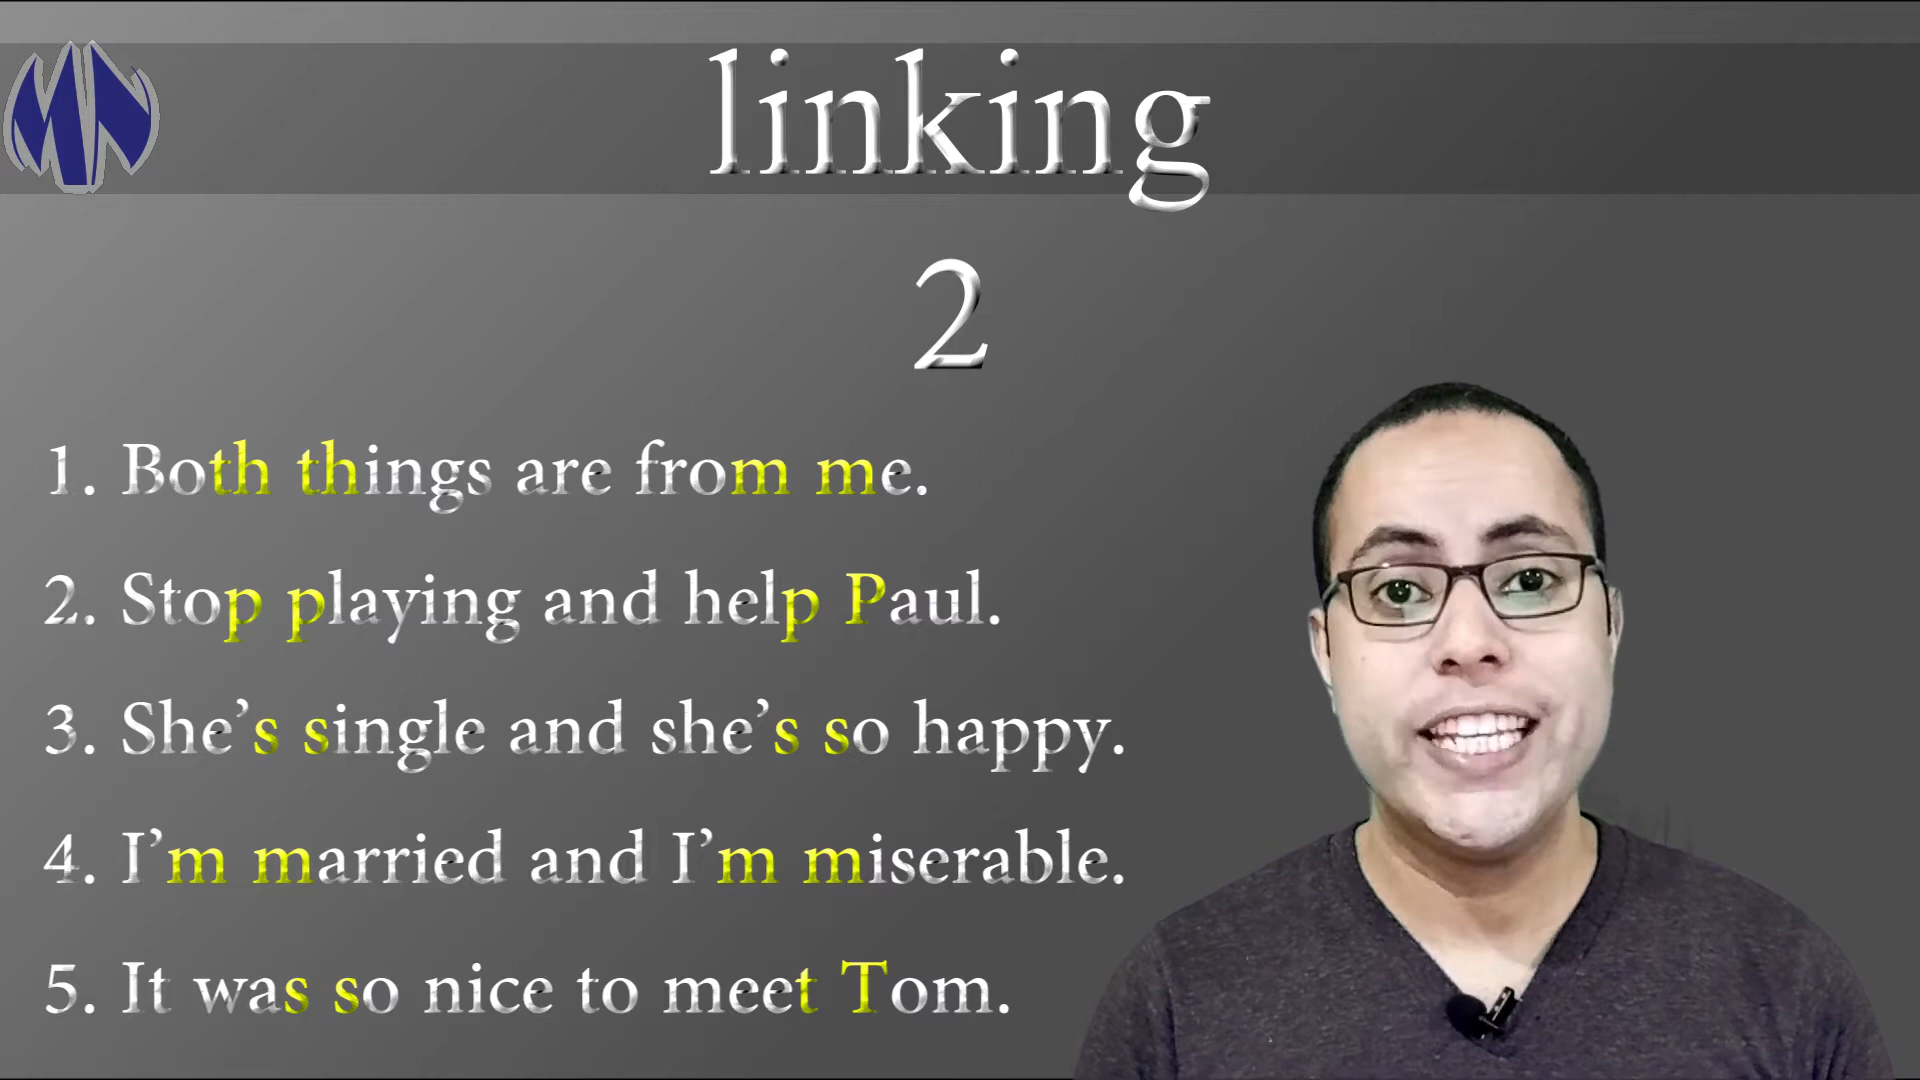 MN
linking
2
1. Both things are from me.
2. Stop playing and help Paul.
3. She’s single and she’s so happy.
4. I’m married and I’m miserable.
5. It was so nice to meet Tom.